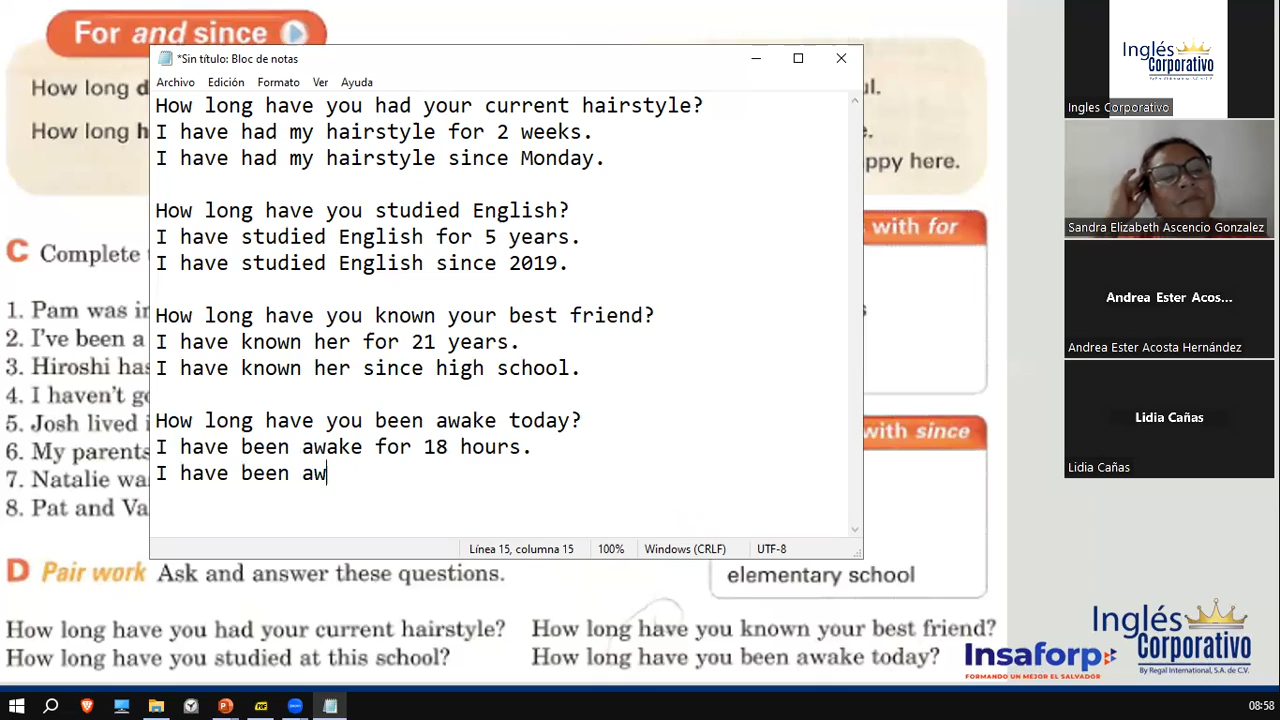 For and since
*Sin título: Bloc de notas
Archivo Edición Formato Ver Ayuda
How long d
How long h
ul.
e.
ppy here.
How long have you had your current hairstyle?
I have had my hairstyle for 2 weeks.
I have had my hairstyle since Monday.
How long have you studied English?
I have studied English for 5 years.
I have studied English since 2019.
How long have you known your best friend?
I have known her for 21 years.
I have known her since high school.
How long have you been awake today?
I have been awake for 18 hours.
I have been aw
Línea 15, columna 15 100% Windows (CRLF) UTF-8
C Complete
1. Pam was in
2. I've been a
3. Hiroshi has
4. I haven't go
5. Josh lived i
6. My parents
7. Natalie wa
8. Pat and Va
with for
s
with since
elementary school
D Pair work Ask and answer these questions.
How long have you had your current hairstyle?
How long have you studied at this school?
How long have you known your best friend?
How long have you been awake today?
Insaforp
FORMANDO UN MEJOR EL SALVADOR
Inglés
Corporativo
By Regal International, S.A. de C.V.
Inglés
Corporativo
Ingles Corporativo
Sandra Elizabeth Ascencio Gonzalez
Andrea Ester Acos...
Andrea Ester Acosta Hernández
Lidia Cañas
Lidia Cañas
08:58